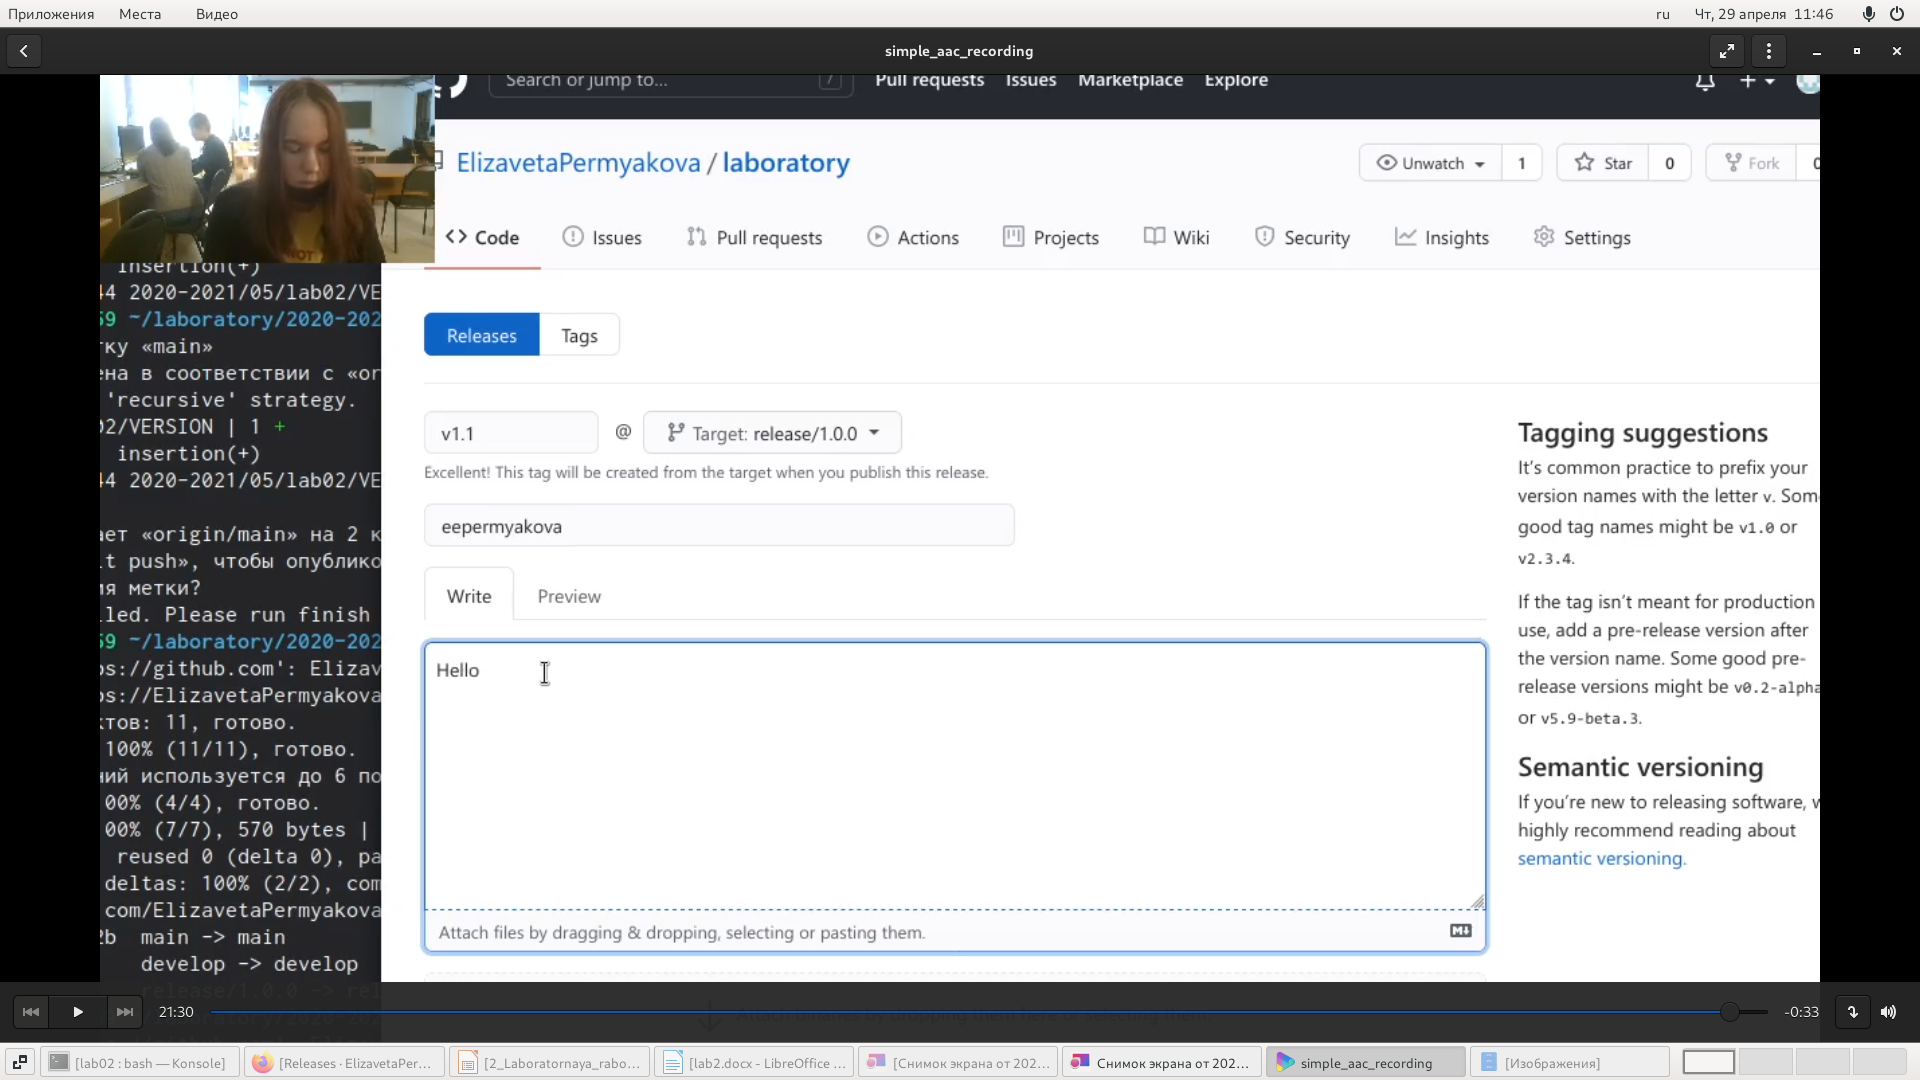 Приложения Места Видео
ru Чт, 29 апреля 11:46
simple_aac_recording
Search or jump to... /
Pull requests Issues Marketplace Explore
ElizavetaPermyakova / laboratory
Unwatch 1 Star 0 Fork
Code Issues Pull requests Actions Projects Wiki Security Insights Settings
insertion(+)
44 2020-2021/05/lab02/VE
59 ~/laboratory/2020-202
тку «main»
ена в соответствии с «or
'recursive' strategy.
02/VERSION | 1 +
insertion(+)
44 2020-2021/05/lab02/VE
ает «origin/main» на 2 к
t push», чтобы опублико
ия метки?
led. Please run finish
59 ~/laboratory/2020-202
ps://github.com': Elizav
ps://ElizavetaPermyakova
ктов: 11, готово.
100% (11/11), готово.
ний используется до 6 по
00% (4/4), готово.
00% (7/7), 570 bytes |
reused 0 (delta 0), pa
deltas: 100% (2/2), com
com/ElizavetaPermyakova
2b main -> main
develop -> develop
Releases Tags
v1.1 @ Target: release/1.0.0
Excellent! This tag will be created from the target when you publish this release.
eepermyakova
Write Preview
Hello
Attach files by dragging & dropping, selecting or pasting them.
Tagging suggestions
It's common practice to prefix your
version names with the letter v. Som
good tag names might be v1.0 or
v2.3.4.
If the tag isn't meant for production
use, add a pre-release version after
the version name. Some good pre-
release versions might be v0.2-alpha
or v5.9-beta.3.
Semantic versioning
If you're new to releasing software, w
highly recommend reading about
semantic versioning.
21:30 -0:33
[lab02 : bash — Konsole] [Releases · ElizavetaPer... [2_Laboratornaya_rabo... [lab2.docx - LibreOffice ... [Снимок экрана от 202... Снимок экрана от 202... simple_aac_recording [Изображения]